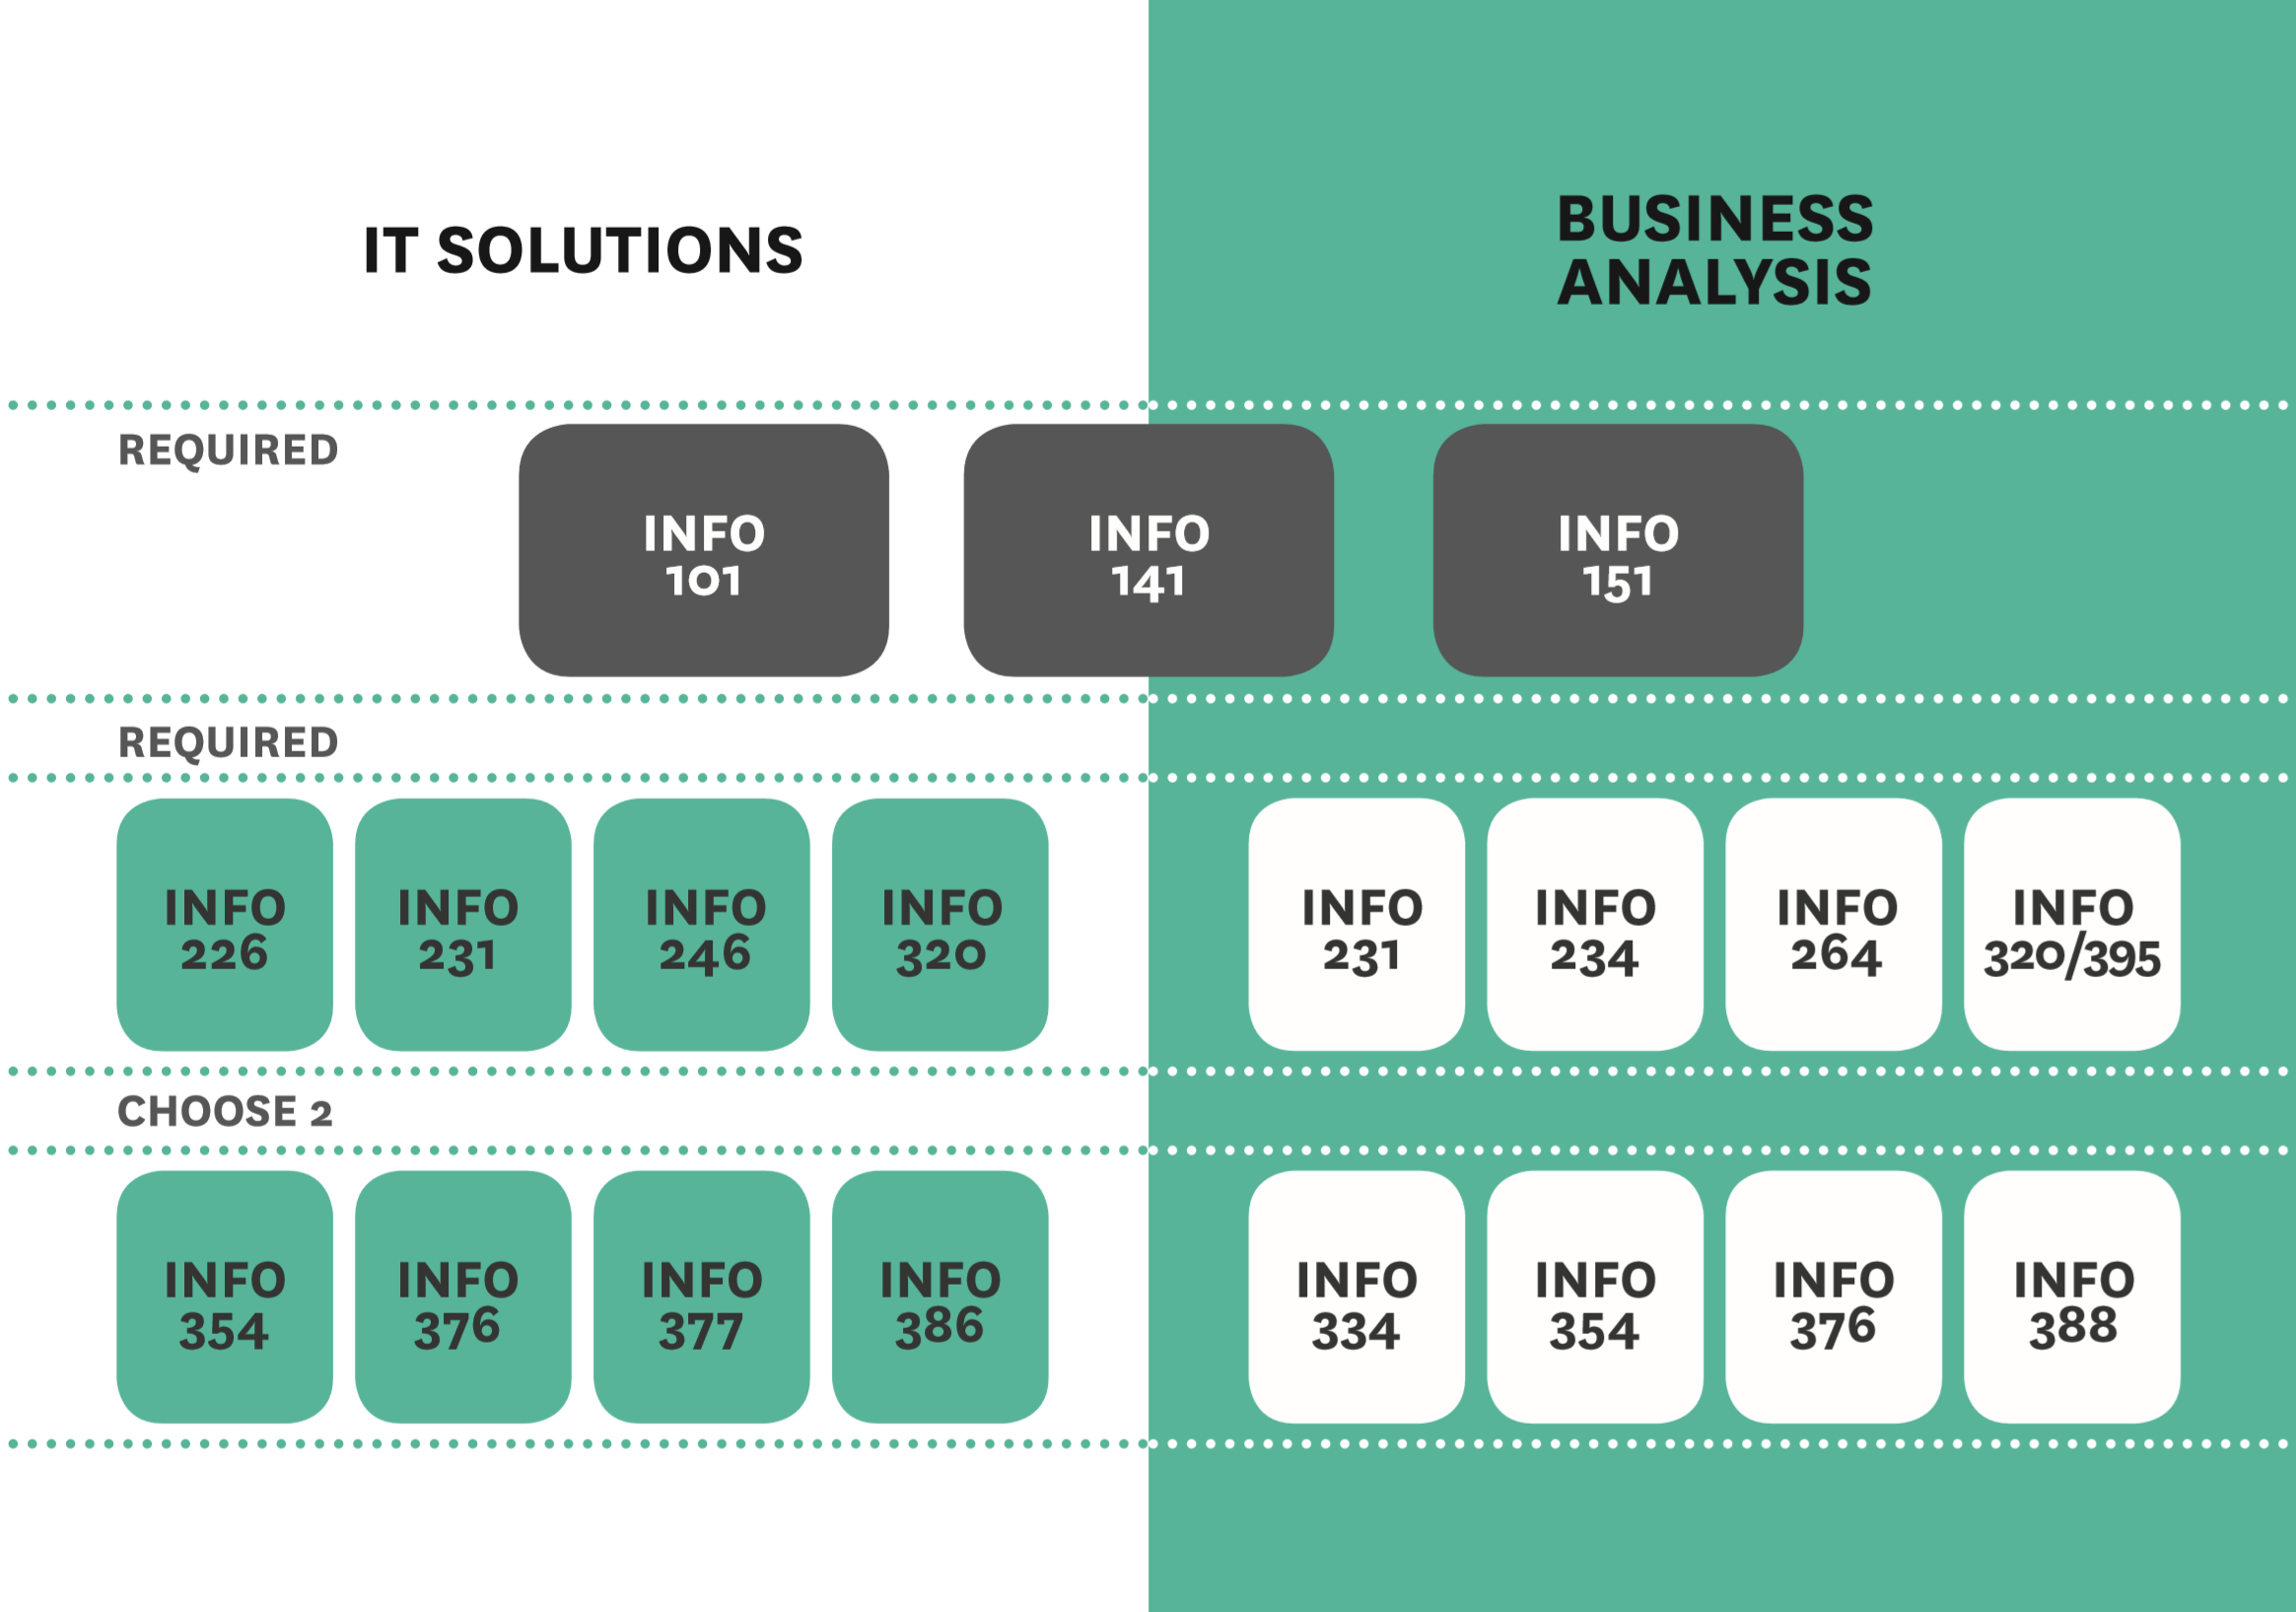 IT SOLUTIONS
BUSINESS
ANALYSIS
REQUIRED
INFO
101
INFO
141
INFO
151
REQUIRED
INFO
226
INFO
231
INFO
246
INFO
320
INFO
221
INFO
234
INFO
264
INFO
320/395
CHOOSE 2
INFO
354
INFO
376
INFO
377
INFO
386
INFO
334
INFO
354
INFO
376
INFO
388